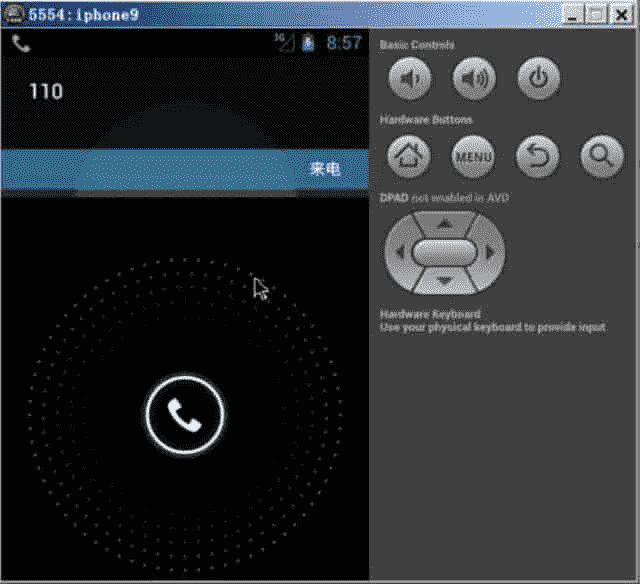 5554:iphone9
3G 8:57
110
来电
Basic Controls
Hardware Buttons
MENU
DPAD not enabled in AVD
Hardware Keyboard
Use your physical keyboard to provide input